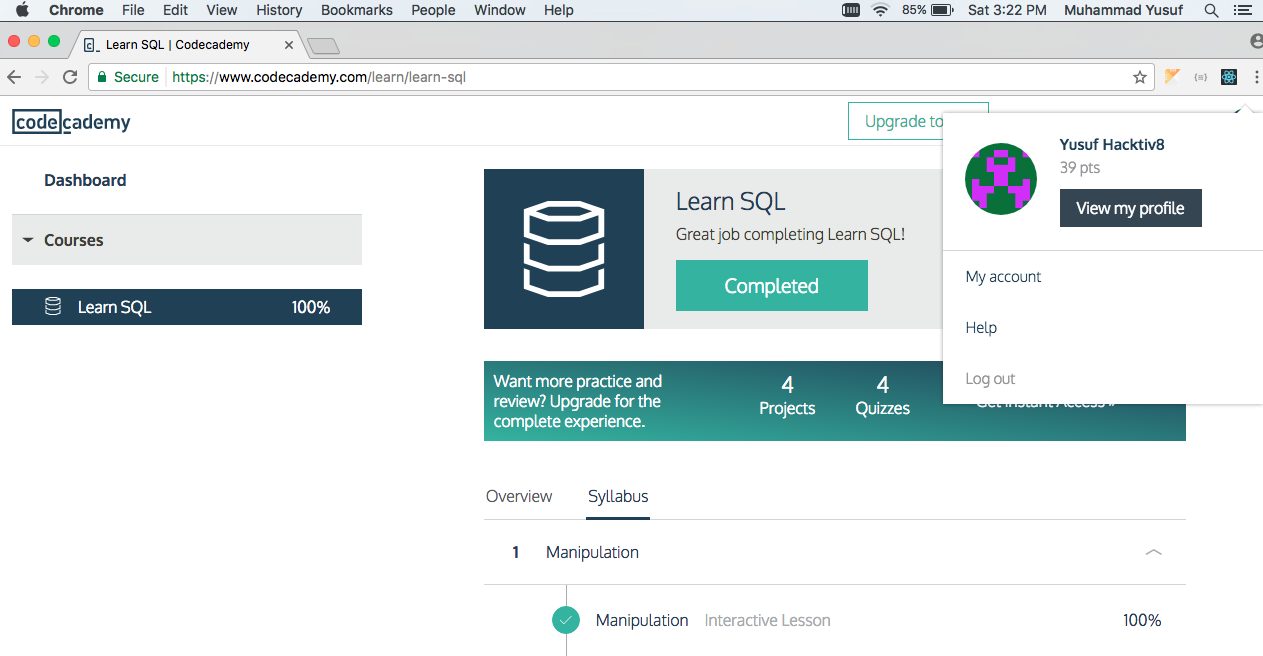 Chrome File Edit View History Bookmarks People Window Help 85% Sat 3:22 PM Muhammad Yusuf
Learn SQL | Codecademy
Secure https://www.codecademy.com/learn/learn-sql
codecademy
Upgrade to
Yusuf Hacktiv8
39 pts
View my profile
My account
Help
Log out
Dashboard
Courses
Learn SQL 100%
Learn SQL
Great job completing Learn SQL!
Completed
Want more practice and
review? Upgrade for the
complete experience.
4
Projects
4
Quizzes
Get Instant Access »
Overview Syllabus
1 Manipulation
Manipulation Interactive Lesson 100%